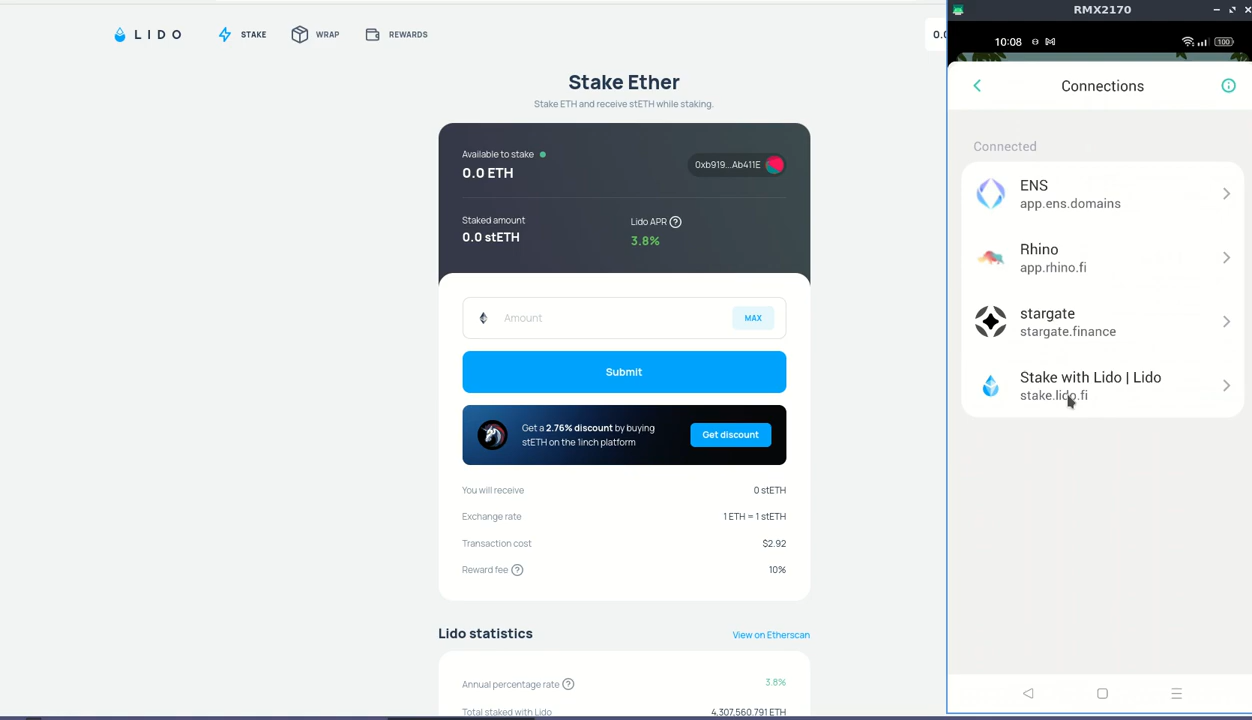 LIDO
STAKE
WRAP
REWARDS
0.0
Stake Ether
Stake ETH and receive stETH while staking.
Available to stake
0.0 ETH
0xb919...Ab411E
Staked amount
0.0 stETH
Lido APR ?
3.8%
Amount
MAX
Submit
Get a 2.76% discount by buying
stETH on the 1inch platform
Get discount
You will receive
0 stETH
Exchange rate
1 ETH = 1 stETH
Transaction cost
$2.92
Reward fee ?
10%
Lido statistics
View on Etherscan
Annual percentage rate ?
3.8%
Total staked with Lido
4,307,560.791 ETH
RMX2170
10:08
100
Connections
Connected
ENS
app.ens.domains
Rhino
app.rhino.fi
stargate
stargate.finance
Stake with Lido | Lido
stake.lido.fi